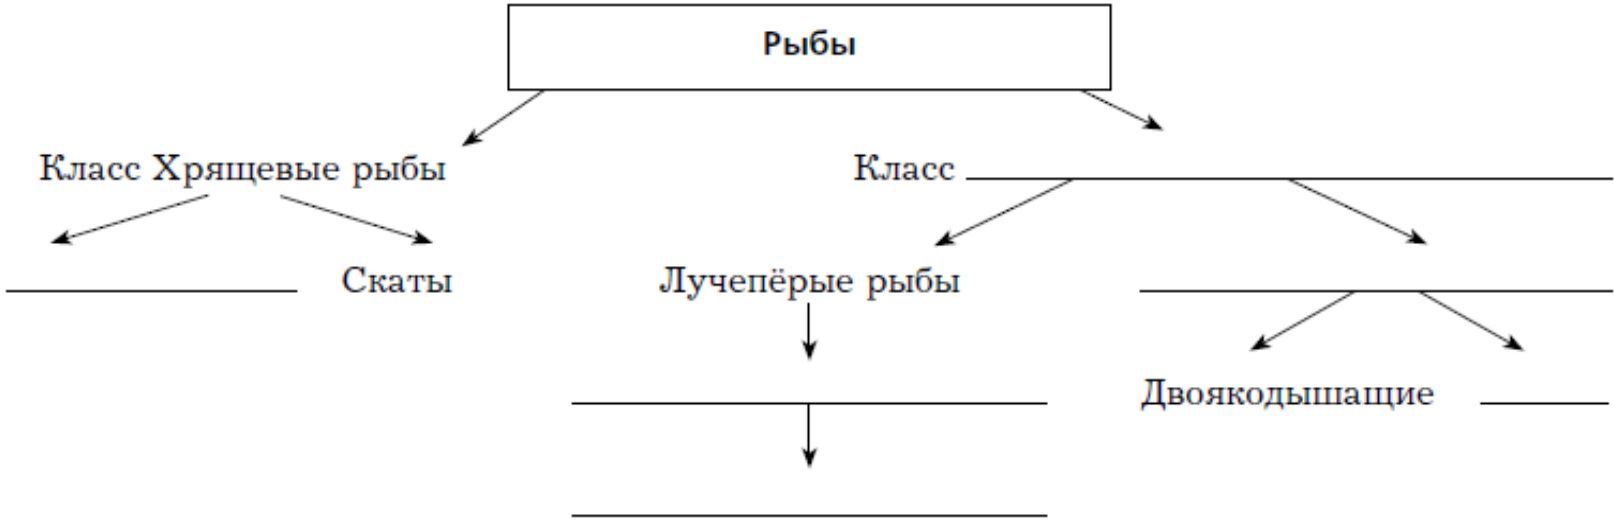 Рыбы
Класс Хрящевые рыбы
Класс
Скаты
Лучепёрые рыбы
Двоякодышащие